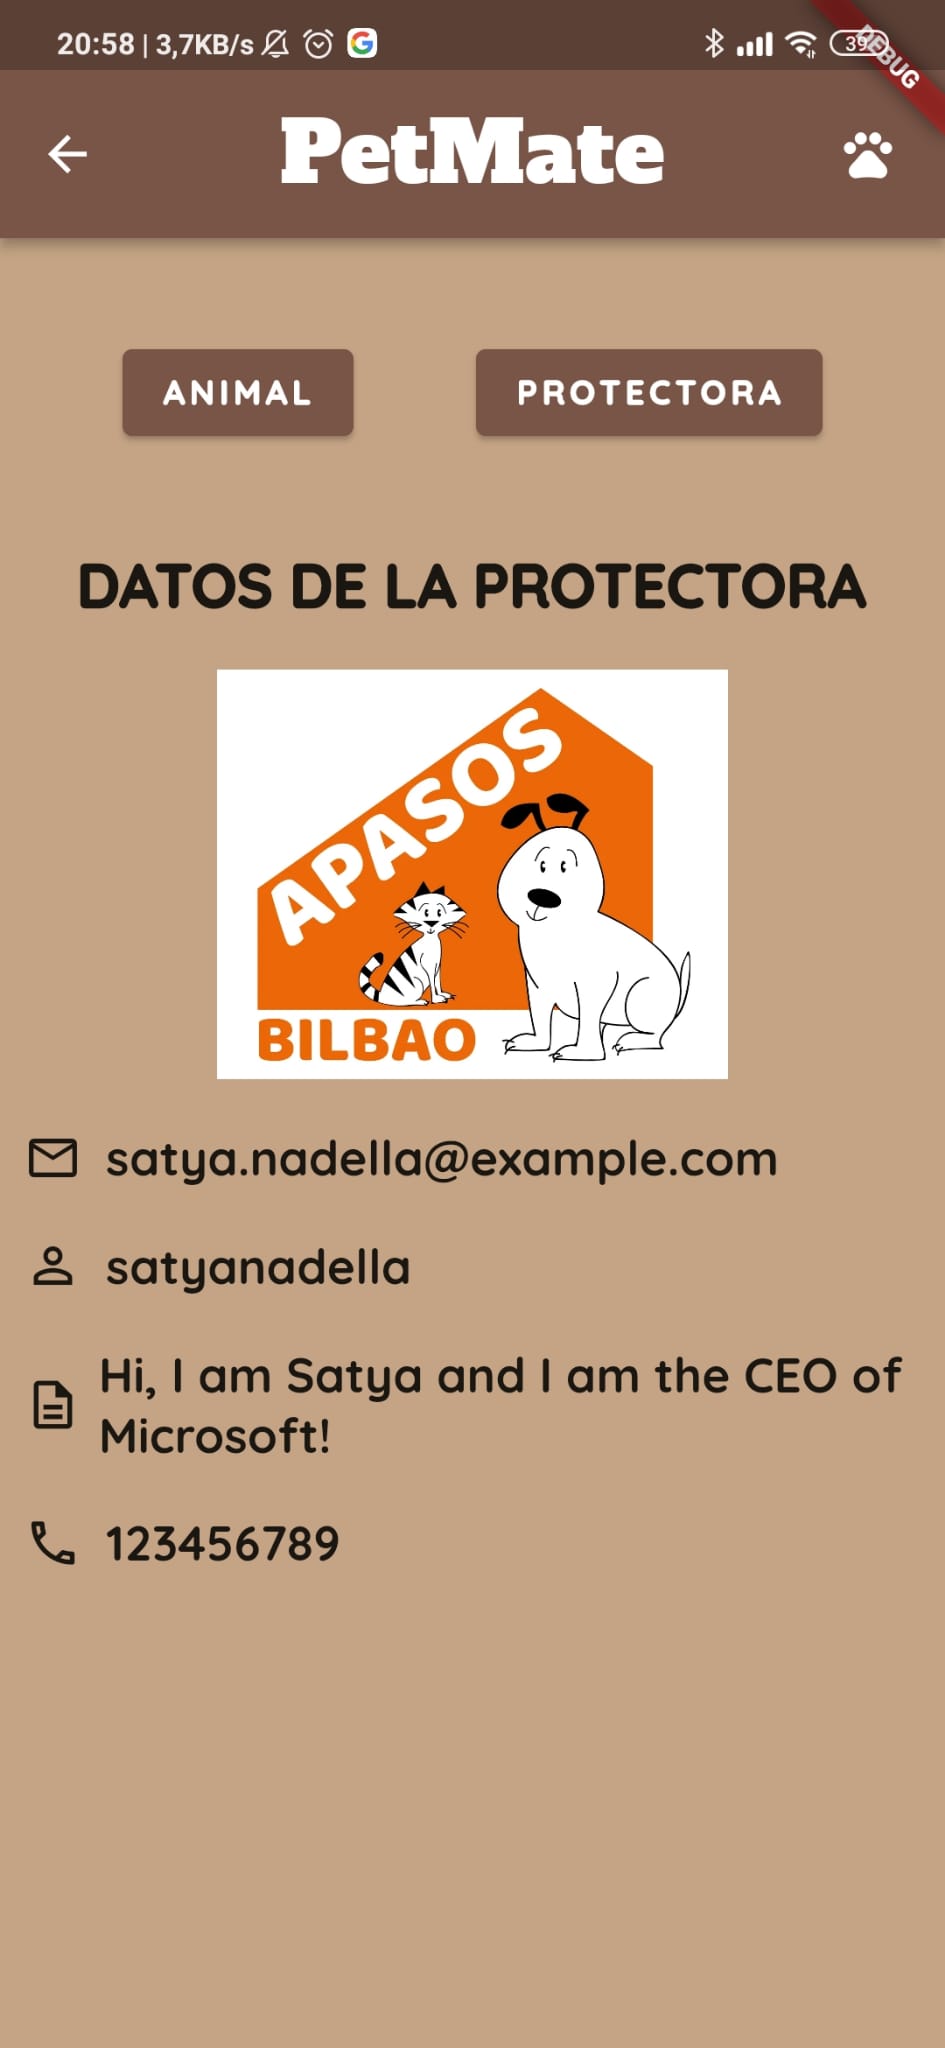 20:58 | 3,7KB/s
39
DEBUG
PetMate
ANIMAL
PROTECTORA
DATOS DE LA PROTECTORA
APASOS
BILBAO
satya.nadella@example.com
satyanadella
Hi, I am Satya and I am the CEO of
Microsoft!
123456789